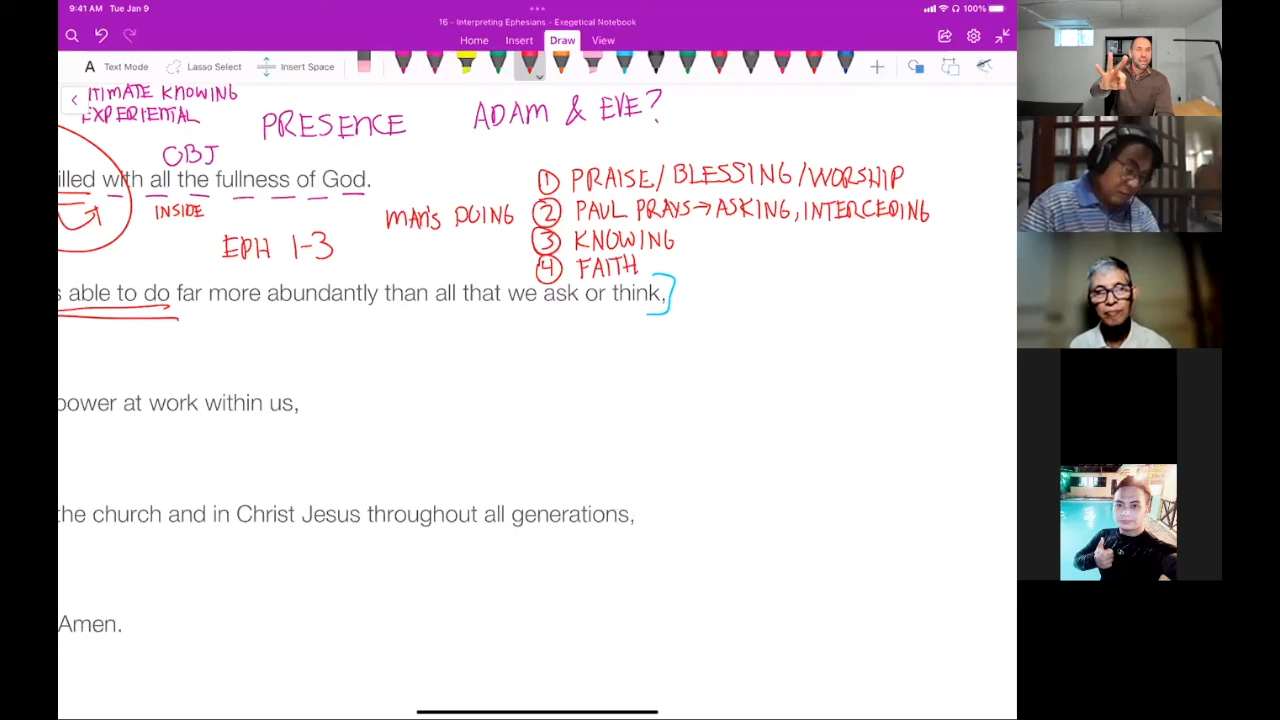 9:41 AM Tue Jan 9
100%
16 - Interpreting Ephesians - Exegetical Notebook
Home Insert Draw View
A Text Mode Lasso Select Insert Space
TIMATE KNOWING
EXPERIENTIAL
PRESENCE
ADAM & EVE?
OBJ
illed with all the fullness of God.
INSIDE
EPH 1-3
MAN'S DOING
① PRAISE/BLESSING/WORSHIP
② PAUL PRAYS→ASKING, INTERCEDING
③ KNOWING
④ FAITH
s able to do far more abundantly than all that we ask or think,
power at work within us,
the church and in Christ Jesus throughout all generations,
Amen.